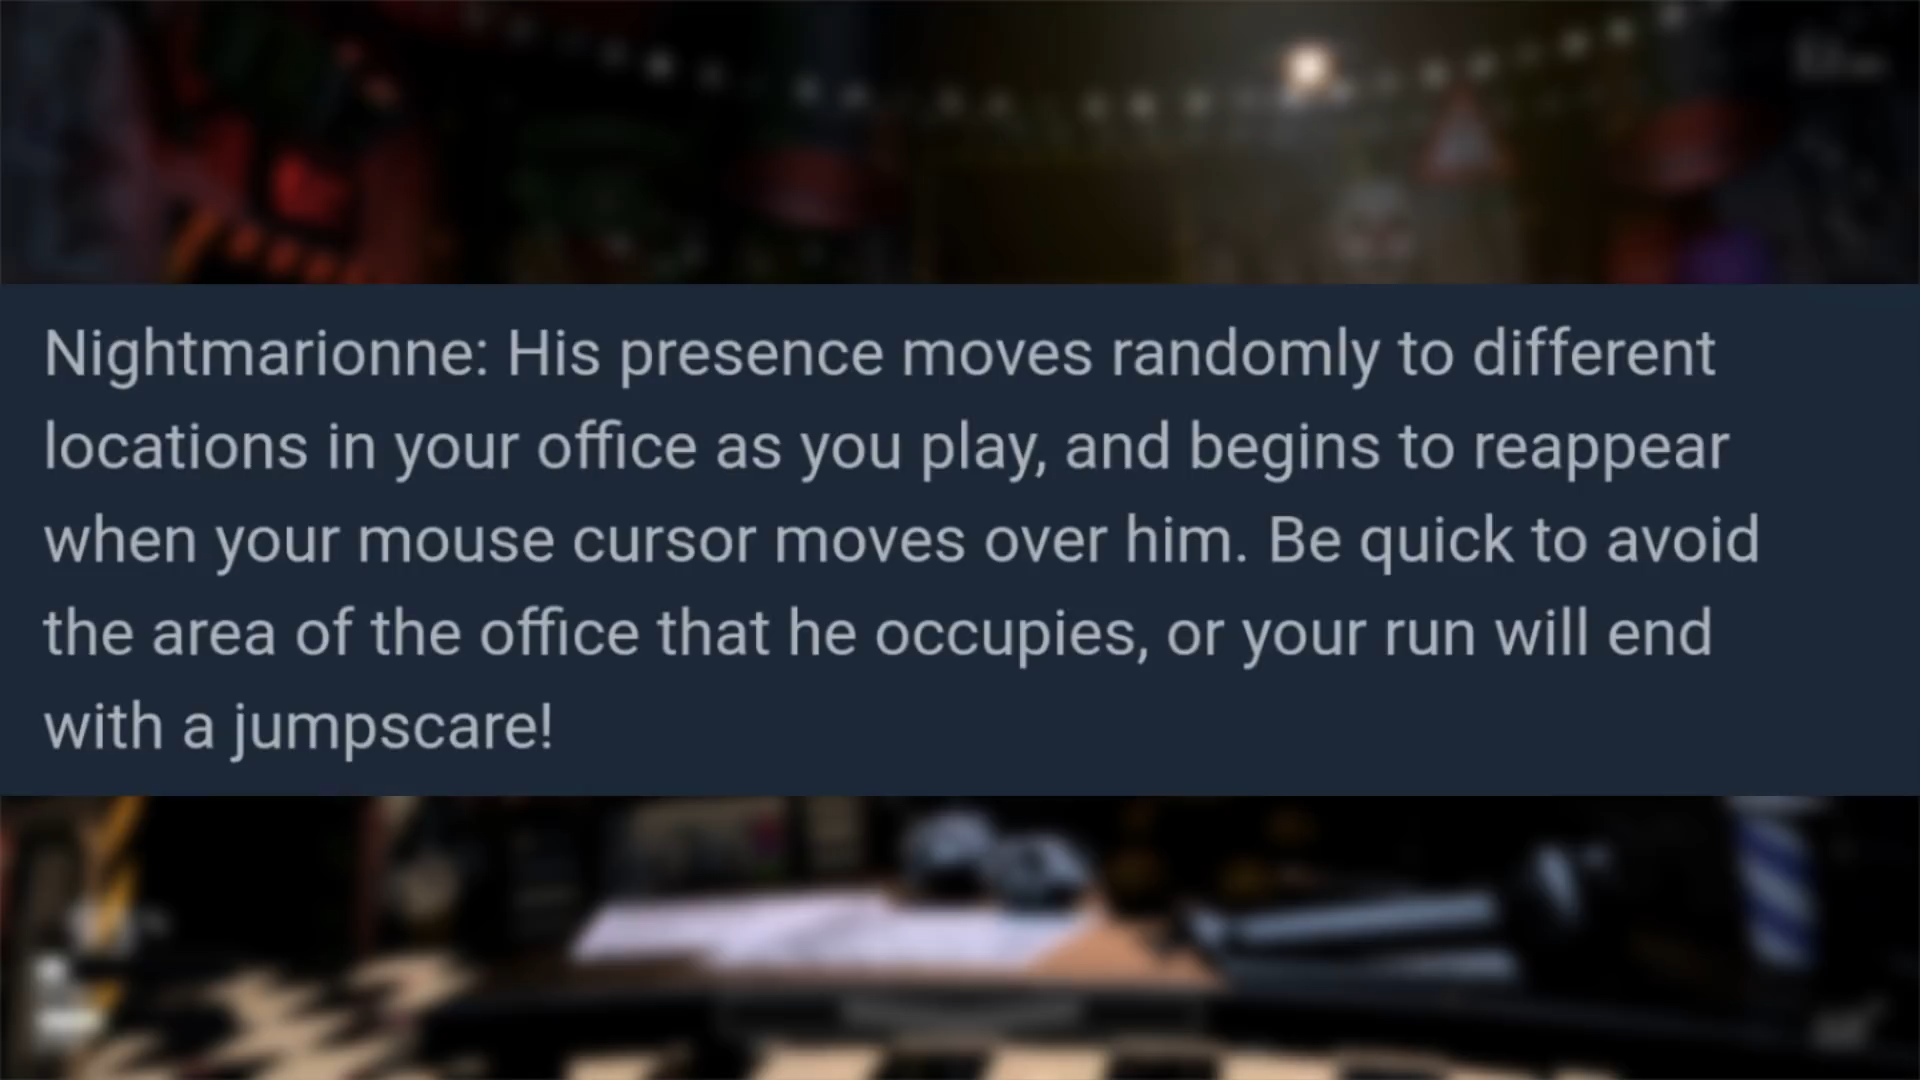 Nightmarionne: His presence moves randomly to different
locations in your office as you play, and begins to reappear
when your mouse cursor moves over him. Be quick to avoid
the area of the office that he occupies, or your run will end
with a jumpscare!